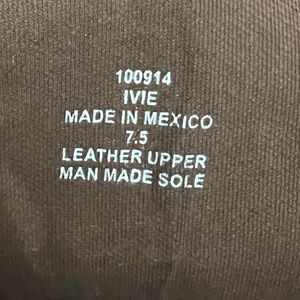 100914
IVIE
MADE IN MEXICO
7.5
LEATHER UPPER
MAN MADE SOLE